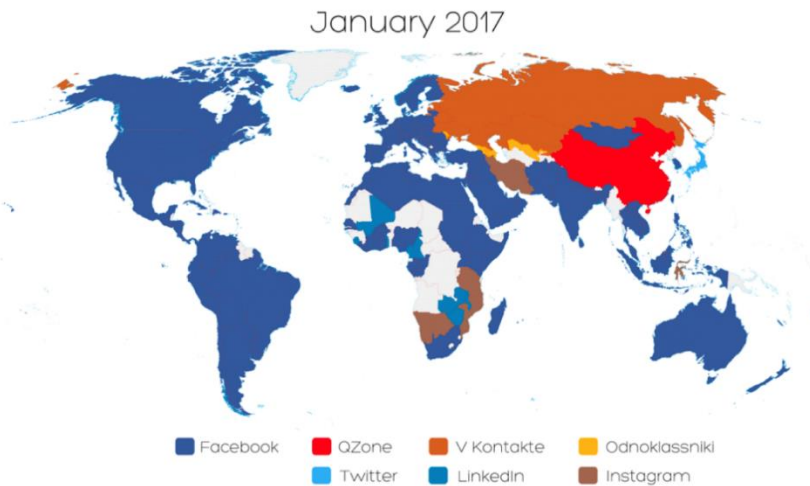 January 2017
Facebook QZone V Kontakte Odnoklassniki
Twitter LinkedIn Instagram